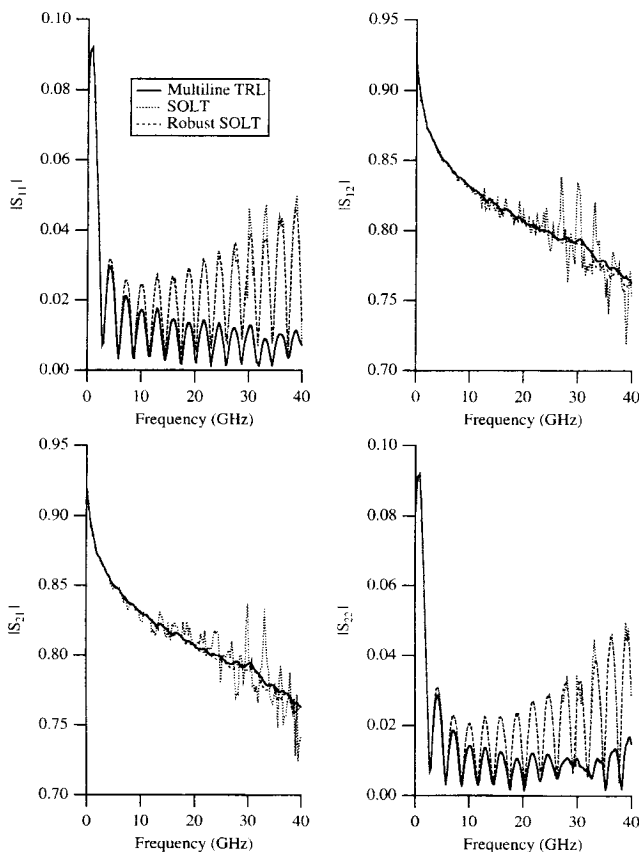 0.10
0.08
0.06
0.04
0.02
0.00
|S11|
Multiline TRL
SOLT
Robust SOLT
0 10 20 30 40
Frequency (GHz)
0.95
0.90
0.85
0.80
0.75
0.70
|S12|
0 10 20 30 40
Frequency (GHz)
0.95
0.90
0.85
0.80
0.75
0.70
|S21|
0 10 20 30 40
Frequency (GHz)
0.10
0.08
0.06
0.04
0.02
0.00
|S22|
0 10 20 30 40
Frequency (GHz)